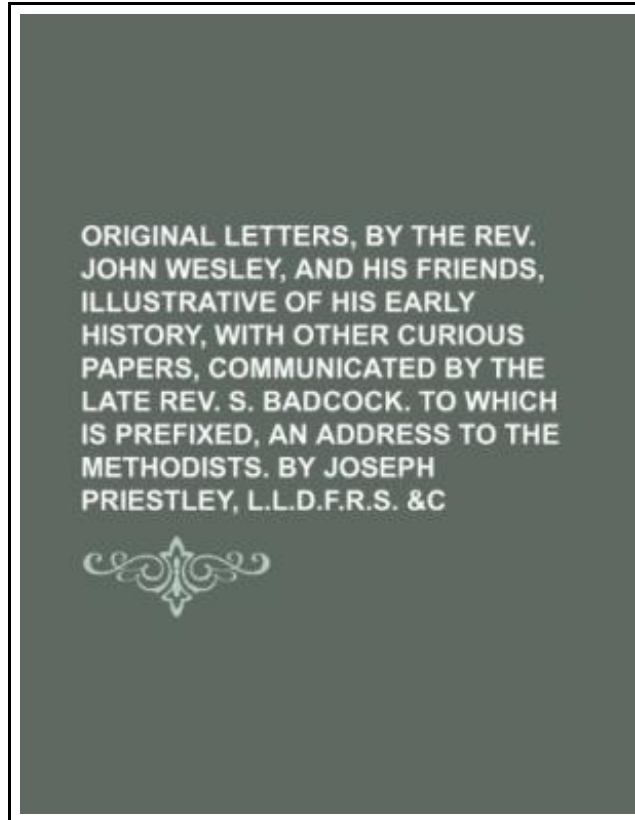 ORIGINAL LETTERS, BY THE REV.
JOHN WESLEY, AND HIS FRIENDS,
ILLUSTRATIVE OF HIS EARLY
HISTORY, WITH OTHER CURIOUS
PAPERS, COMMUNICATED BY THE
LATE REV. S. BADCOCK. TO WHICH
IS PREFIXED, AN ADDRESS TO THE
METHODISTS. BY JOSEPH
PRIESTLEY, L.L.D.F.R.S. &C